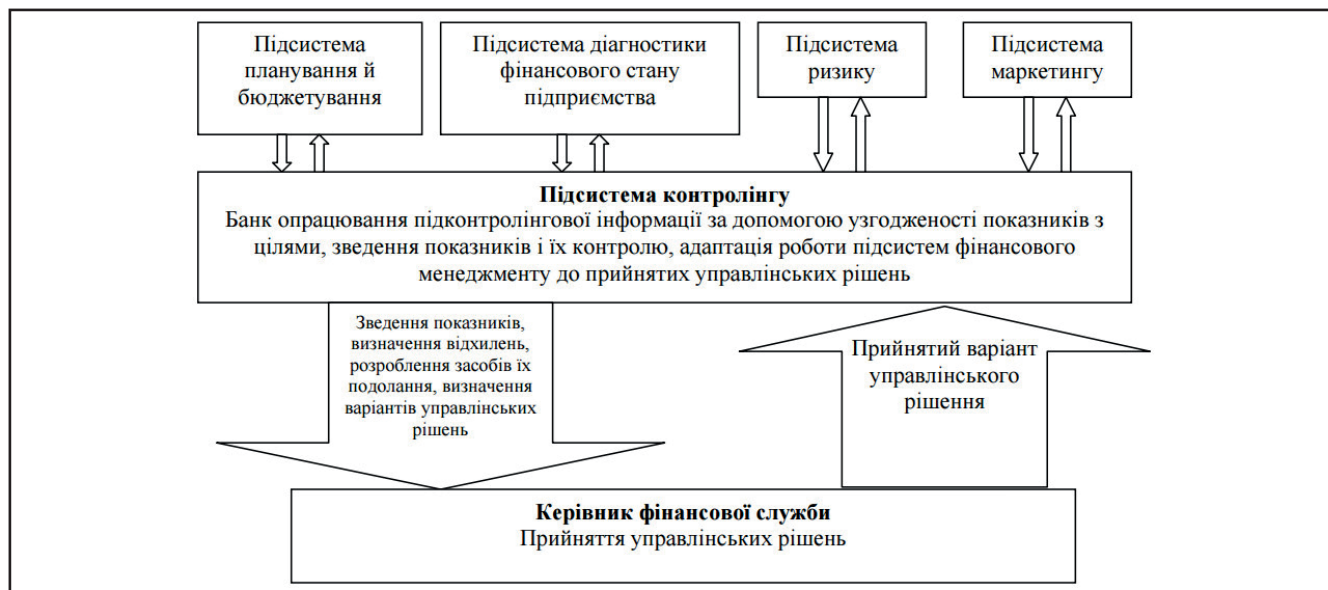 Підсистема
планування й
бюджетування
Підсистема діагностики
фінансового стану
підприємства
Підсистема
ризику
Підсистема
маркетингу
Підсистема контролінгу
Банк опрацювання підконтролінгової інформації за допомогою узгодженості показників з
цілями, зведення показників і їх контролю, адаптація роботи підсистем фінансового
менеджменту до прийнятих управлінських рішень
Зведення показників,
визначення відхилень,
розроблення засобів їх
подолання, визначення
варіантів управлінських
рішень
Прийнятий варіант
управлінського
рішення
Керівник фінансової служби
Прийняття управлінських рішень